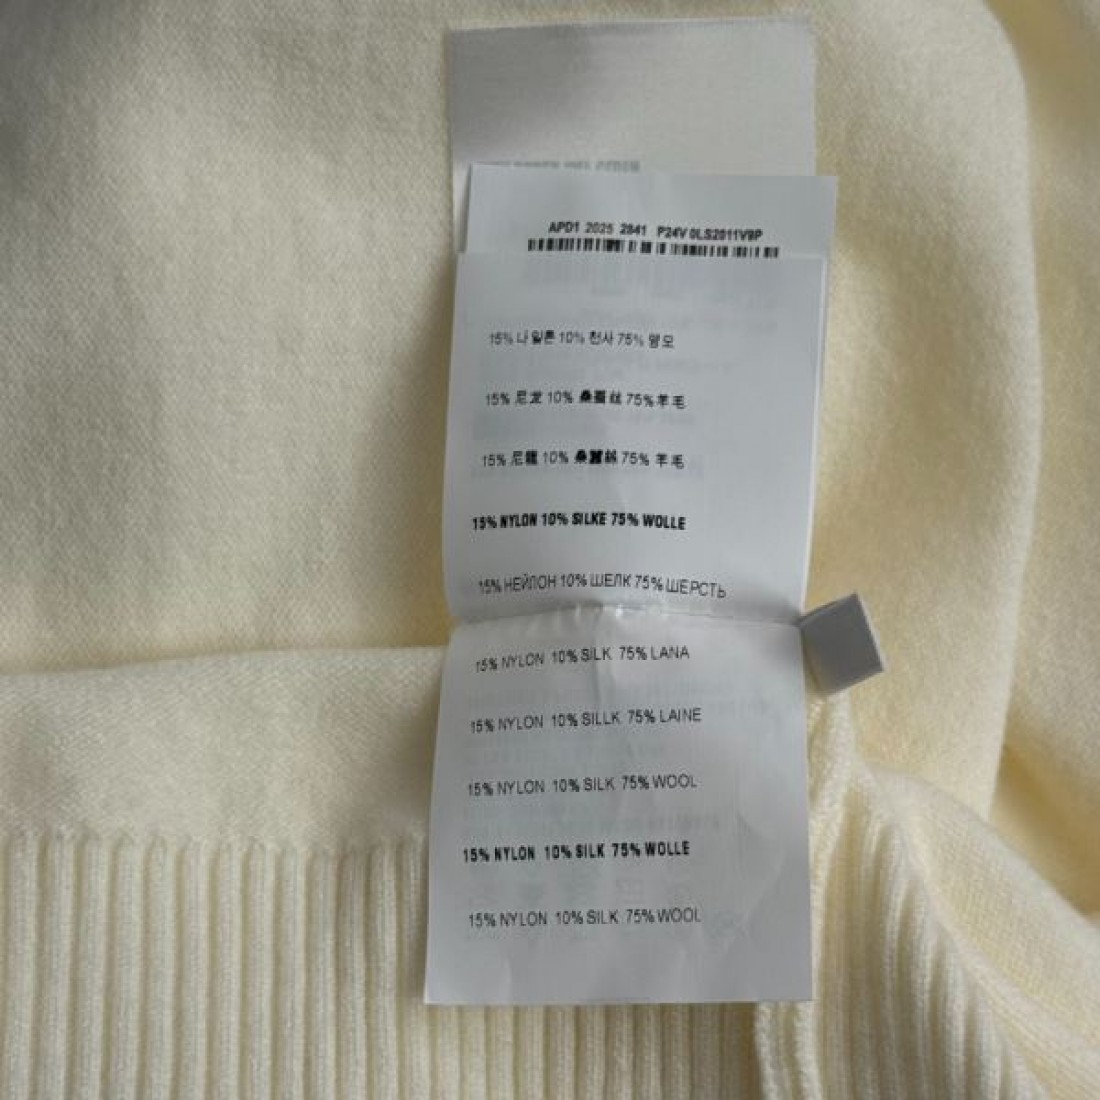 APD1 2025 2841 P24V 0LS2811V9P
15% 나일론 10% 천사 75% 양모
15% 尼龙 10% 桑蚕丝 75% 羊毛
15% 尼龍 10% 桑蠶絲 75% 羊毛
15% NYLON 10% SILKE 75% WOLLE
15% НЕЙЛОН 10% ШЕЛК 75% ШЕРСТЬ
15% NYLON 10% SILK 75% LANA
15% NYLON 10% SILLK 75% LAINE
15% NYLON 10% SILK 75% WOOL
15% NYLON 10% SILK 75% WOLLE
15% NYLON 10% SILK 75% WOOL